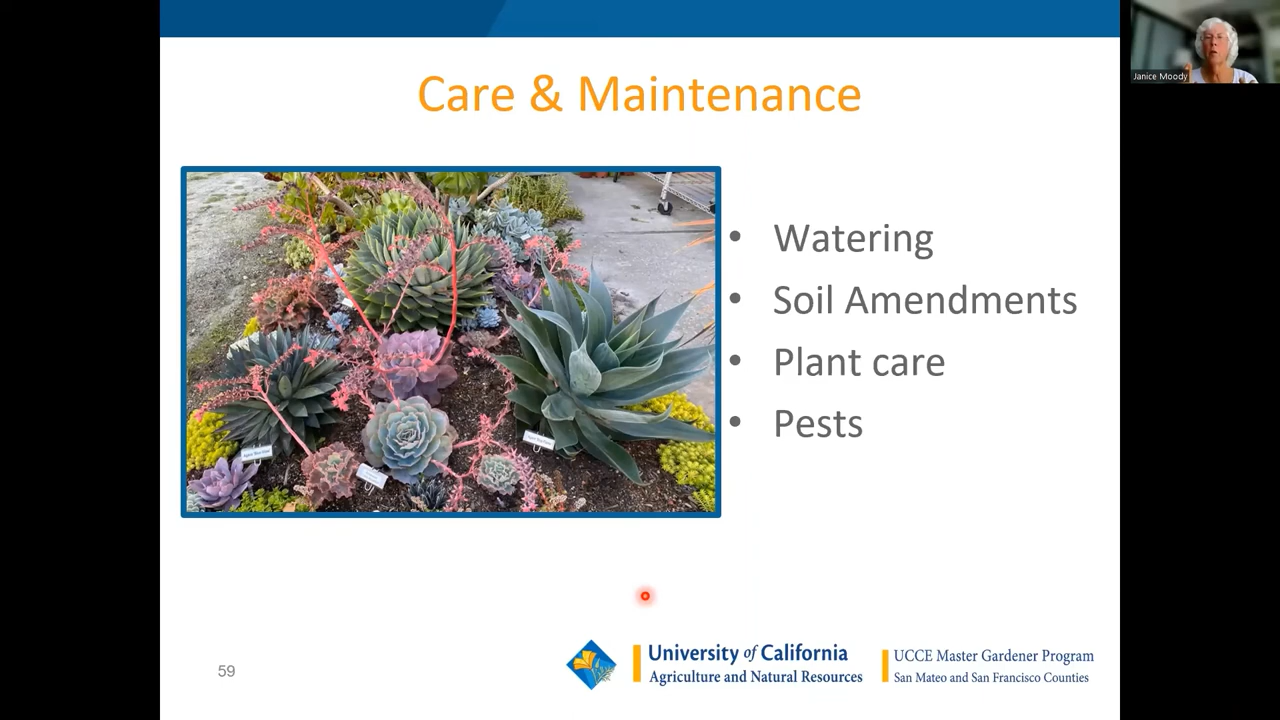 Care & Maintenance
Janice Moody
• Watering
• Soil Amendments
• Plant care
• Pests
59
University of California
Agriculture and Natural Resources
UCCE Master Gardener Program
San Mateo and San Francisco Counties